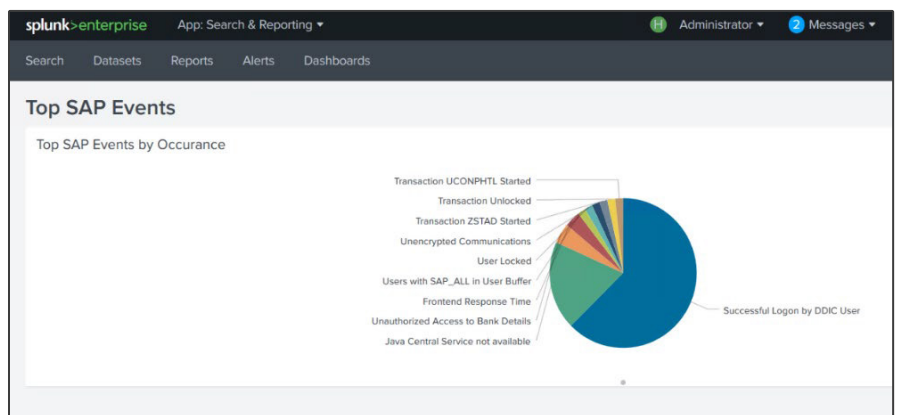 splunk>enterprise App: Search & Reporting ▾ H Administrator ▾ 2 Messages ▾
Search Datasets Reports Alerts Dashboards
Top SAP Events
Top SAP Events by Occurance
Transaction UCONPHTL Started
Transaction Unlocked
Transaction ZSTAD Started
Unencrypted Communications
User Locked
Users with SAP_ALL in User Buffer
Frontend Response Time
Unauthorized Access to Bank Details
Java Central Service not available
Successful Logon by DDIC User